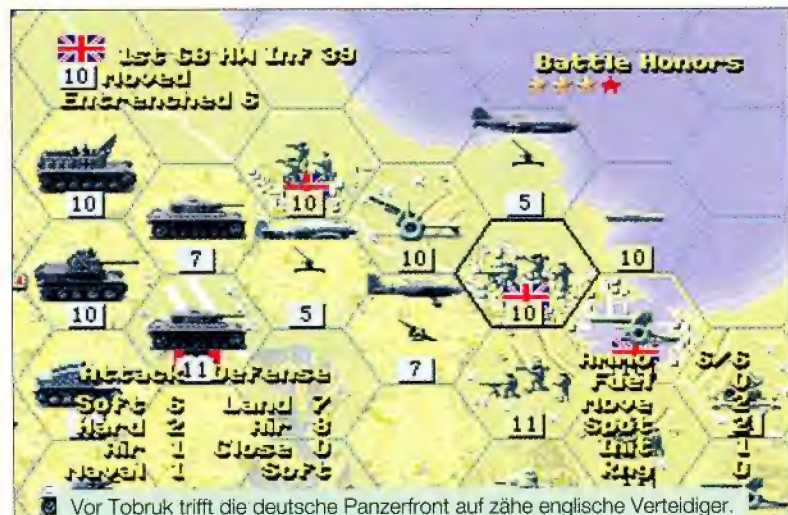 1st GB HW Inf 39
10 Moved
Entrenched 6
Battle Honors
10
10
5
7
10
10
10
10
5
7
11
11
Attack Defense
Soft 6 Land 7
Hard 2 Air 8
Air 1 Close 0
Naval 1 Soft
Ammo 6/6
Fuel 0
Move 2
Spot 2
Init 1
Rng 0
Vor Tobruk trifft die deutsche Panzerfront auf zähe englische Verteidiger.